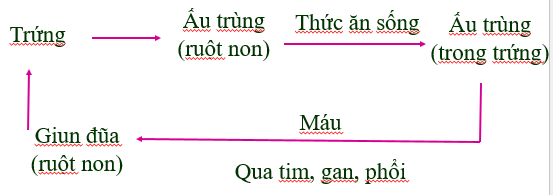 Trứng
Ấu trùng
(ruột non)
Thức ăn sống
Ấu trùng
(trong trứng)
Giun đũa
(ruột non)
Máu
Qua tim, gan, phổi